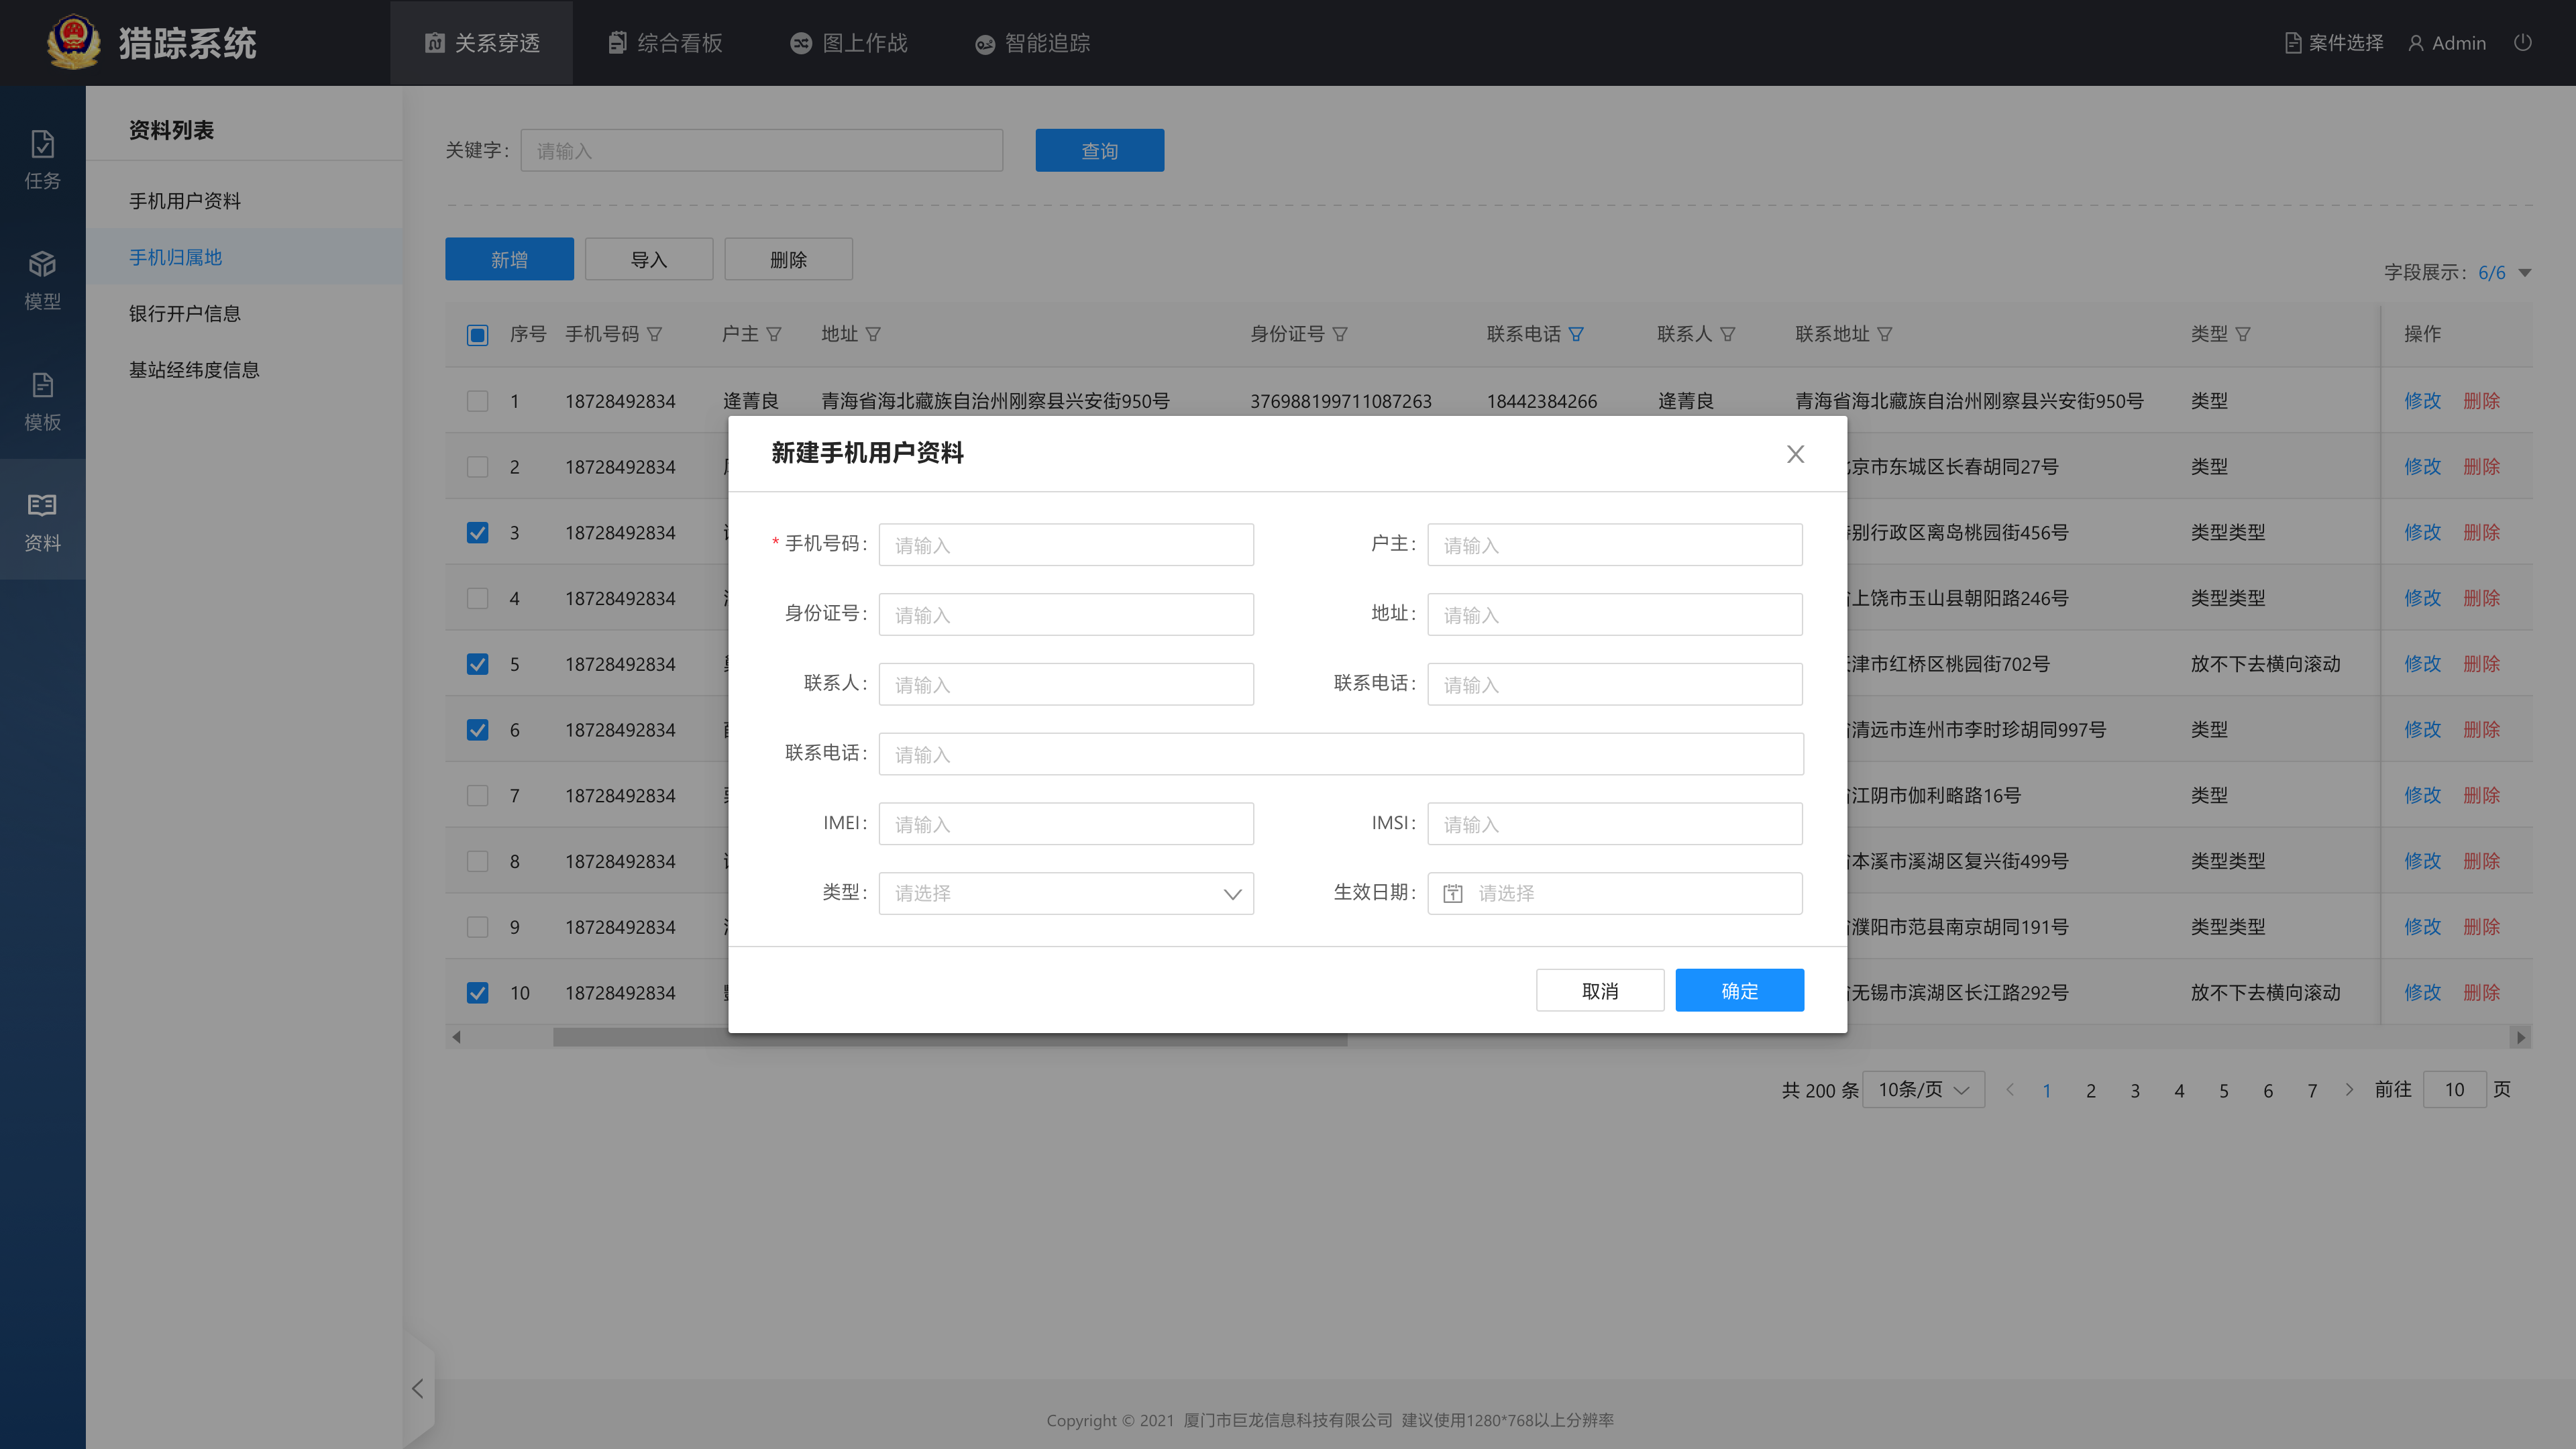 猎踪系统 关系穿透 综合看板 图上作战 智能追踪 案件选择 Admin
任务
模型
模板
资料
资料列表
手机用户资料
手机归属地
银行开户信息
基站经纬度信息
关键字： 请输入 查询
新增 导入 删除 字段展示：6/6
序号 手机号码 户主 地址 身份证号 联系电话 联系人 联系地址 类型 操作
1 18728492834 逄菁良 青海省海北藏族自治州刚察县兴安街950号 376988199711087263 18442384266 逄菁良 青海省海北藏族自治州刚察县兴安街950号 类型 修改 删除
2 18728492834 京市东城区长春胡同27号 类型 修改 删除
3 18728492834 别行政区离岛桃园街456号 类型类型 修改 删除
4 18728492834 上饶市玉山县朝阳路246号 类型类型 修改 删除
5 18728492834 津市红桥区桃园街702号 放不下去横向滚动 修改 删除
6 18728492834 清远市连州市李时珍胡同997号 类型 修改 删除
7 18728492834 江阴市伽利略路16号 类型 修改 删除
8 18728492834 本溪市溪湖区复兴街499号 类型类型 修改 删除
9 18728492834 濮阳市范县南京胡同191号 类型类型 修改 删除
10 18728492834 无锡市滨湖区长江路292号 放不下去横向滚动 修改 删除
新建手机用户资料
* 手机号码： 请输入 户主： 请输入
身份证号： 请输入 地址： 请输入
联系人： 请输入 联系电话： 请输入
联系电话： 请输入
IMEI： 请输入 IMSI： 请输入
类型： 请选择 生效日期： 请选择
取消 确定
共 200 条 10条/页 1 2 3 4 5 6 7 前往 10 页
Copyright © 2021 厦门市巨龙信息科技有限公司 建议使用1280*768以上分辨率